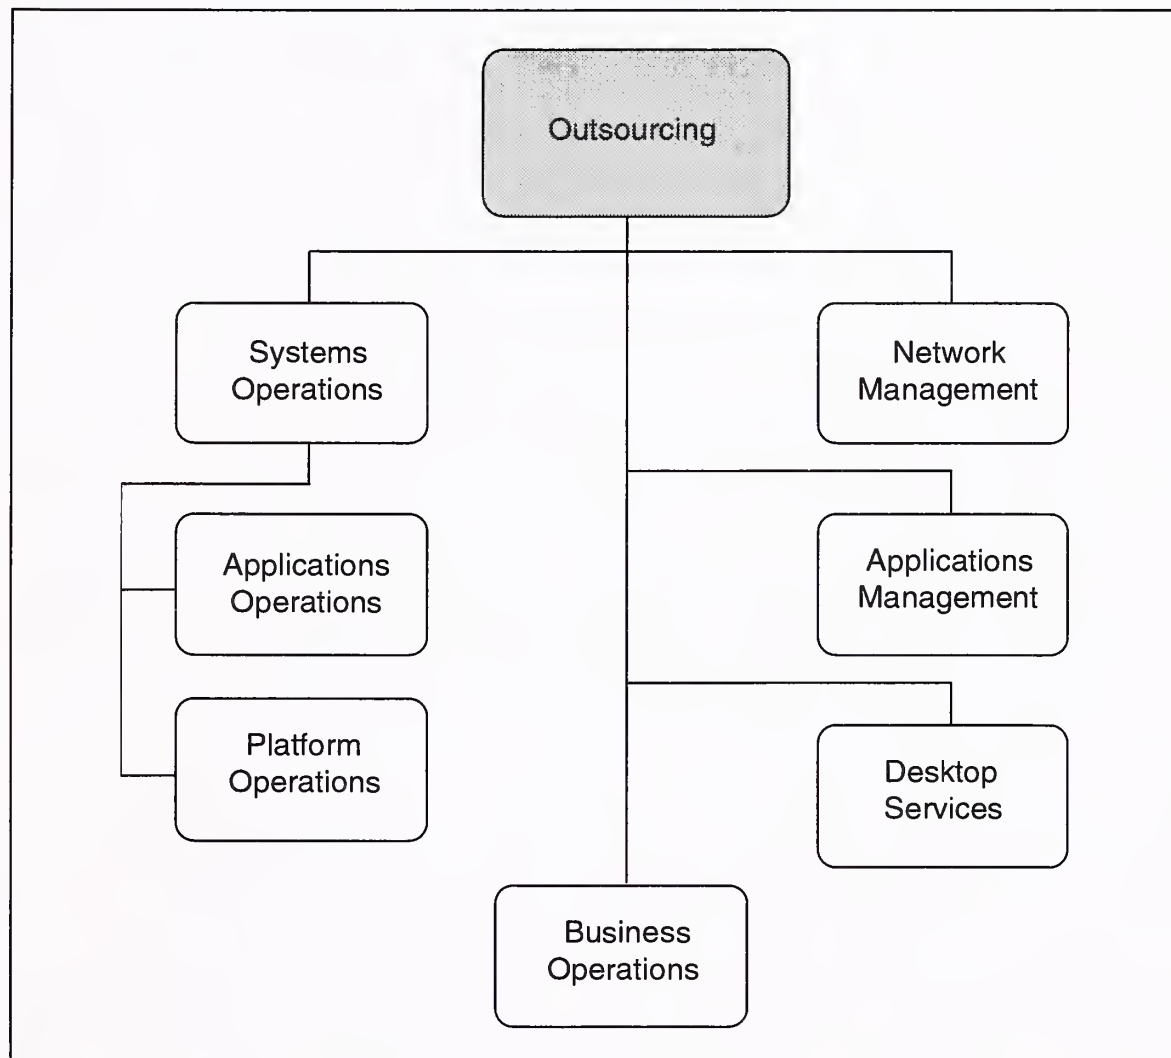 Outsourcing
Systems
Operations
Network
Management
Applications
Operations
Applications
Management
Platform
Operations
Desktop
Services
Business
Operations